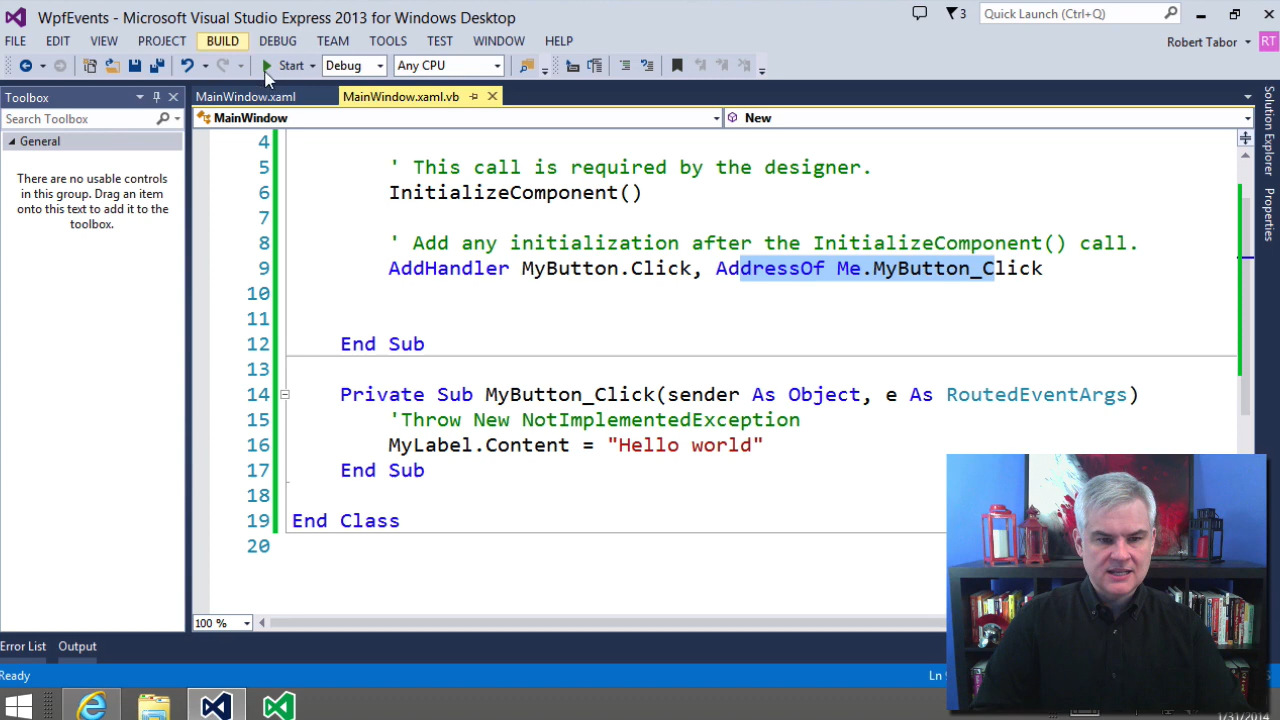 WpfEvents - Microsoft Visual Studio Express 2013 for Windows Desktop
3
Quick Launch (Ctrl+Q)
FILE EDIT VIEW PROJECT BUILD DEBUG TEAM TOOLS TEST WINDOW HELP
Robert Tabor
RT
Start Debug Any CPU
Toolbox
MainWindow.xaml MainWindow.xaml.vb
Search Toolbox
MainWindow New
General
There are no usable controls
in this group. Drag an item
onto this text to add it to the
toolbox.
4
5 ' This call is required by the designer.
6 InitializeComponent()
7
8 ' Add any initialization after the InitializeComponent() call.
9 AddHandler MyButton.Click, AddressOf Me.MyButton_Click
10
11
12 End Sub
13
14 Private Sub MyButton_Click(sender As Object, e As RoutedEventArgs)
15 'Throw New NotImplementedException
16 MyLabel.Content = "Hello world"
17 End Sub
18
19 End Class
20
Solution Explorer
Properties
100 %
Error List Output
Ready
Ln
1/31/2014